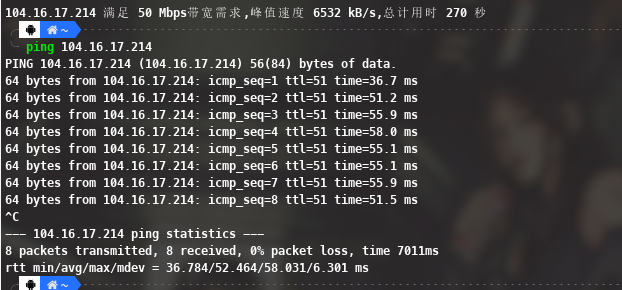 104.16.17.214 满足 50 Mbps带宽需求,峰值速度 6532 kB/s,总计用时 270 秒
~
ping 104.16.17.214
PING 104.16.17.214 (104.16.17.214) 56(84) bytes of data.
64 bytes from 104.16.17.214: icmp_seq=1 ttl=51 time=36.7 ms
64 bytes from 104.16.17.214: icmp_seq=2 ttl=51 time=51.2 ms
64 bytes from 104.16.17.214: icmp_seq=3 ttl=51 time=55.9 ms
64 bytes from 104.16.17.214: icmp_seq=4 ttl=51 time=58.0 ms
64 bytes from 104.16.17.214: icmp_seq=5 ttl=51 time=55.1 ms
64 bytes from 104.16.17.214: icmp_seq=6 ttl=51 time=55.1 ms
64 bytes from 104.16.17.214: icmp_seq=7 ttl=51 time=55.9 ms
64 bytes from 104.16.17.214: icmp_seq=8 ttl=51 time=51.5 ms
^C
--- 104.16.17.214 ping statistics ---
8 packets transmitted, 8 received, 0% packet loss, time 7011ms
rtt min/avg/max/mdev = 36.784/52.464/58.031/6.301 ms
~